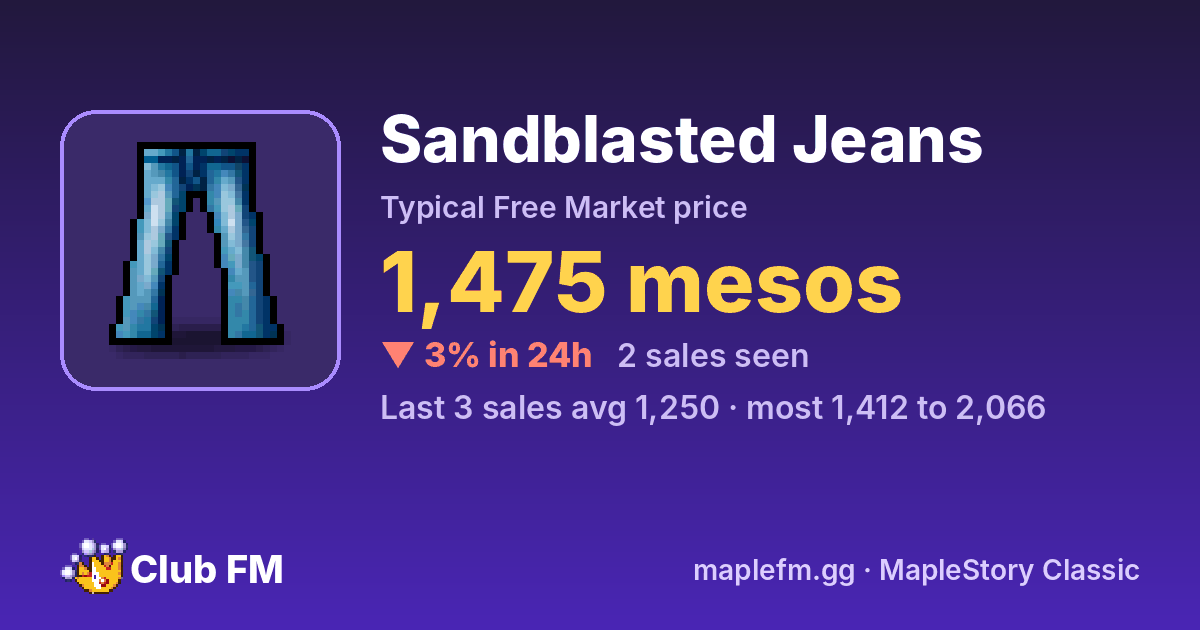 Sandblasted Jeans
Typical Free Market price
1,475 mesos
▼ 3% in 24h 2 sales seen
Last 3 sales avg 1,250 · most 1,412 to 2,066
Club FM
maplefm.gg · MapleStory Classic